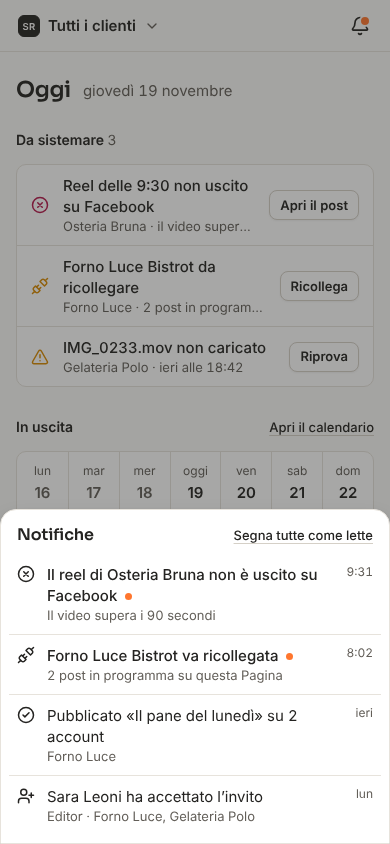 SR Tutti i clienti
Oggi giovedì 19 novembre
Da sistemare 3
Reel delle 9:30 non uscito
su Facebook
Osteria Bruna · il video super...
Apri il post
Forno Luce Bistrot da
ricollegare
Forno Luce · 2 post in program...
Ricollega
IMG_0233.mov non caricato
Gelateria Polo · ieri alle 18:42
Riprova
In uscita Apri il calendario
lun mar mer oggi ven sab dom
16 17 18 19 20 21 22
Notifiche Segna tutte come lette
Il reel di Osteria Bruna non è uscito su 9:31
Facebook
Il video supera i 90 secondi
Forno Luce Bistrot va ricollegata 8:02
2 post in programma su questa Pagina
Pubblicato «Il pane del lunedì» su 2 ieri
account
Forno Luce
Sara Leoni ha accettato l’invito lun
Editor · Forno Luce, Gelateria Polo